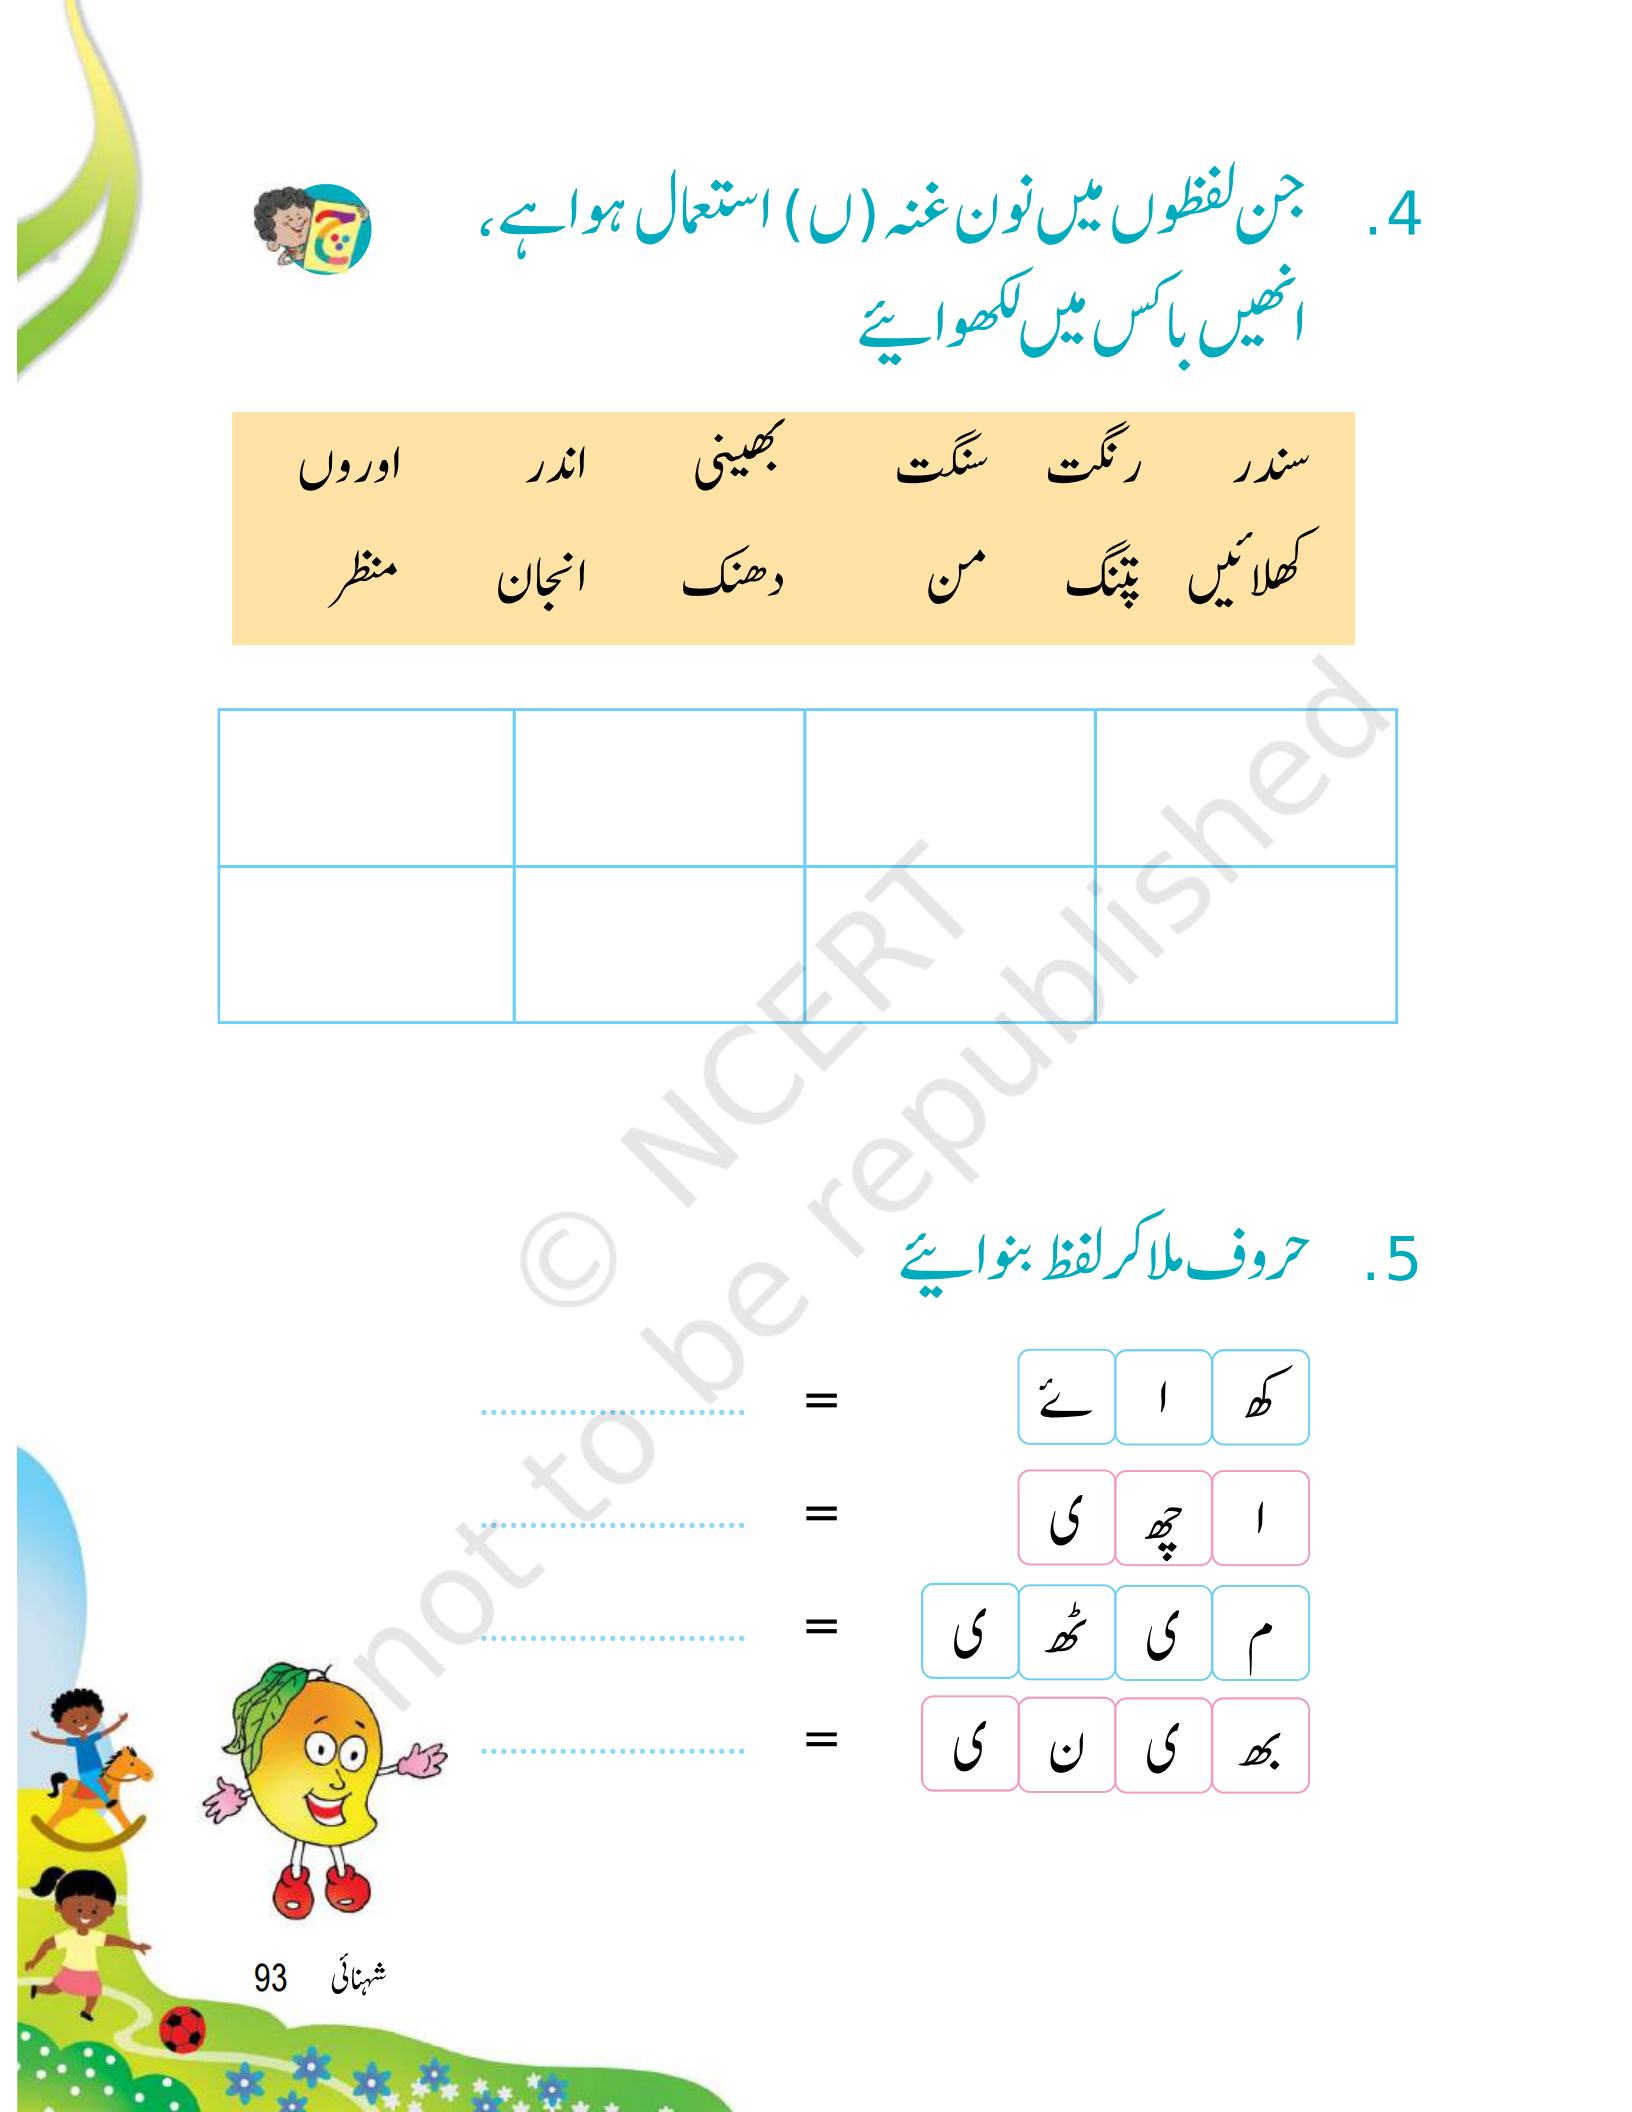 4. جن لفظوں میں نون غنہ (ں) استعمال ہوا ہے،
انھیں باکس میں لکھوائیے
سندر رنگت سنگت بھینی اندر اوروں
کھلائیں پتنگ من دھنک انجان منظر
© NCERT
not to be republished
5. حروف ملا کر لفظ بنوائیے
کھ ا ئے = ..........................
ا چھ ی = ..........................
م ی ٹھ ی = ..........................
بھ ی ن ی = ..........................
شہنائی 93